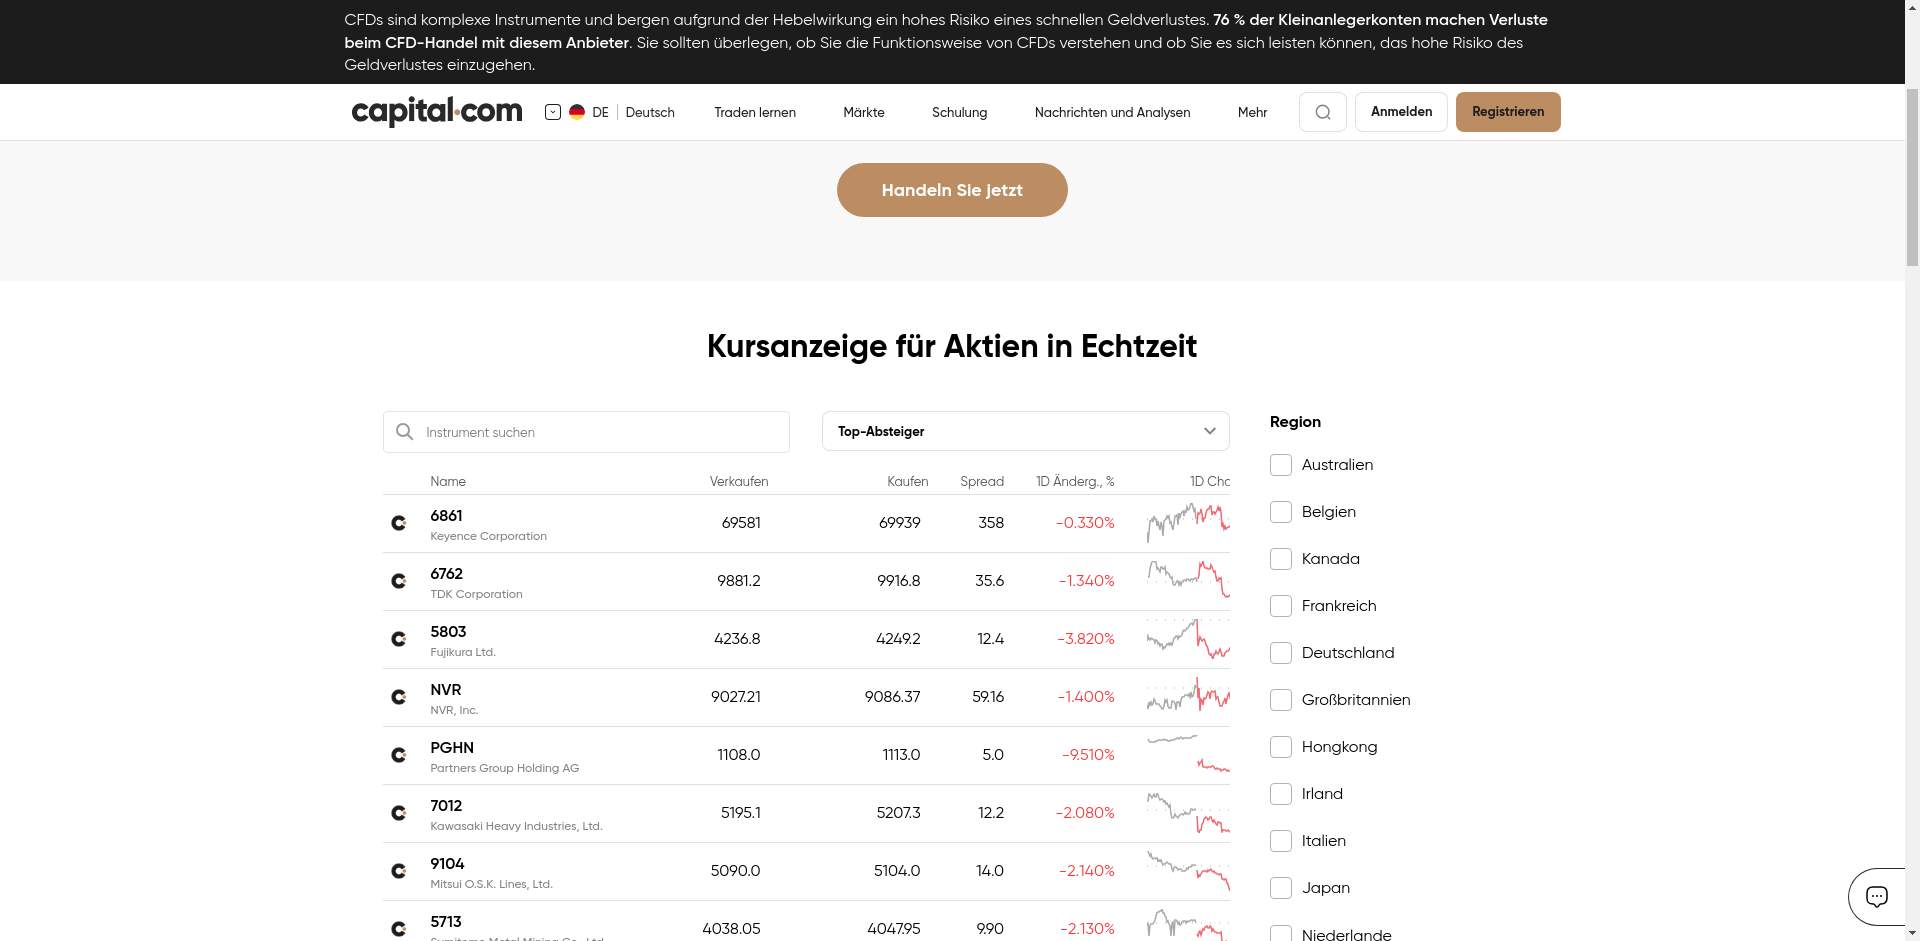 CFDs sind komplexe Instrumente und bergen aufgrund der Hebelwirkung ein hohes Risiko eines schnellen Geldverlustes. 76 % der Kleinanlegerkonten machen Verluste
beim CFD-Handel mit diesem Anbieter. Sie sollten überlegen, ob Sie die Funktionsweise von CFDs verstehen und ob Sie es sich leisten können, das hohe Risiko des
Geldverlustes einzugehen.
capital.com DE Deutsch Traden lernen Märkte Schulung Nachrichten und Analysen Mehr Anmelden Registrieren
Handeln Sie jetzt
Kursanzeige für Aktien in Echtzeit
Instrument suchen
Top-Absteiger
Name Verkaufen Kaufen Spread 1D Änderg., % 1D Cha
6861 69581 69939 358 -0.330%
Keyence Corporation
6762 9881.2 9916.8 35.6 -1.340%
TDK Corporation
5803 4236.8 4249.2 12.4 -3.820%
Fujikura Ltd.
NVR 9027.21 9086.37 59.16 -1.400%
NVR, Inc.
PGHN 1108.0 1113.0 5.0 -9.510%
Partners Group Holding AG
7012 5195.1 5207.3 12.2 -2.080%
Kawasaki Heavy Industries, Ltd.
9104 5090.0 5104.0 14.0 -2.140%
Mitsui O.S.K. Lines, Ltd.
5713 4038.05 4047.95 9.90 -2.130%
Sumitomo Metal Mining Co., Ltd.
Region
Australien
Belgien
Kanada
Frankreich
Deutschland
Großbritannien
Hongkong
Irland
Italien
Japan
Niederlande